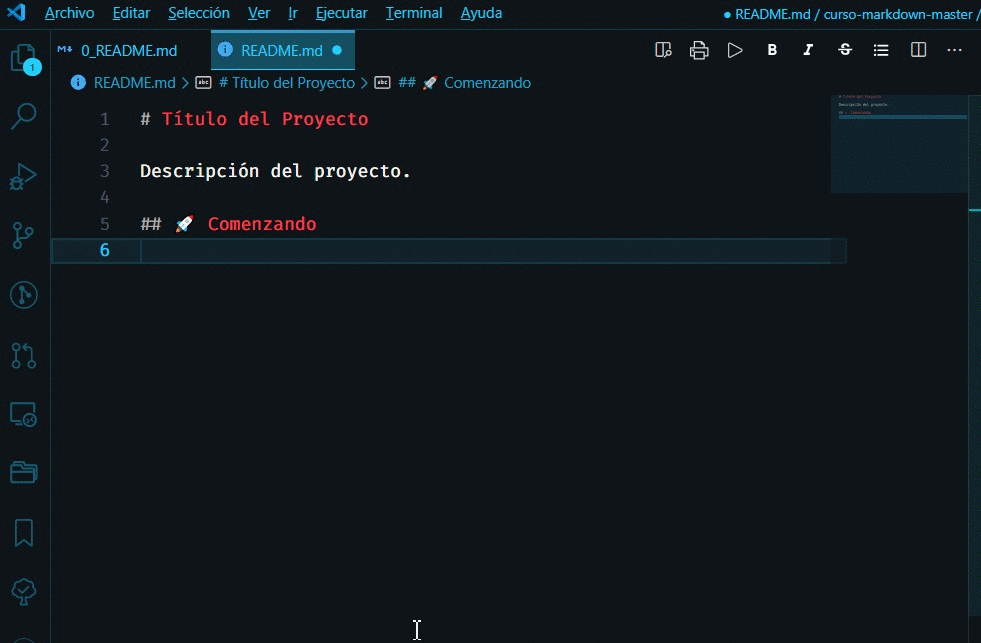 Archivo Editar Selección Ver Ir Ejecutar Terminal Ayuda ● README.md / curso-markdown-master /
0_README.md README.md ●
README.md > # Título del Proyecto > ## 🚀 Comenzando
1
1 # Título del Proyecto
2
3 Descripción del proyecto.
4
5 ## 🚀 Comenzando
6